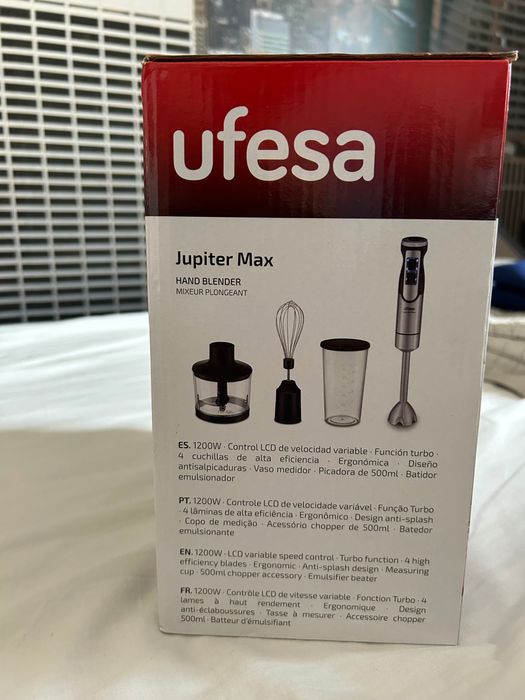 ufesa
Jupiter Max
HAND BLENDER
MIXEUR PLONGEANT
ES. 1200W · Control LCD de velocidad variable · Función turbo ·
4 cuchillas de alta eficiencia · Ergonómica · Diseño
antisalpicaduras · Vaso medidor · Picadora de 500ml · Batidor
emulsionador
PT. 1200W · Controle LCD de velocidade variável · Função Turbo
· 4 lâminas de alta eficiência · Ergonômico · Design anti-splash
· Copo de medição · Acessório chopper de 500ml · Batedor
emulsionante
EN. 1200W · LCD variable speed control · Turbo function · 4 high
efficiency blades · Ergonomic · Anti-splash design · Measuring
cup · 500ml chopper accessory · Emulsifier beater
FR. 1200W · Contrôle LCD de vitesse variable · Fonction Turbo · 4
lames à haut rendement · Ergonomique · Design
anti-éclaboussures · Tasse à mesurer · Accessoire chopper
500ml · Batteur d'émulsifiant